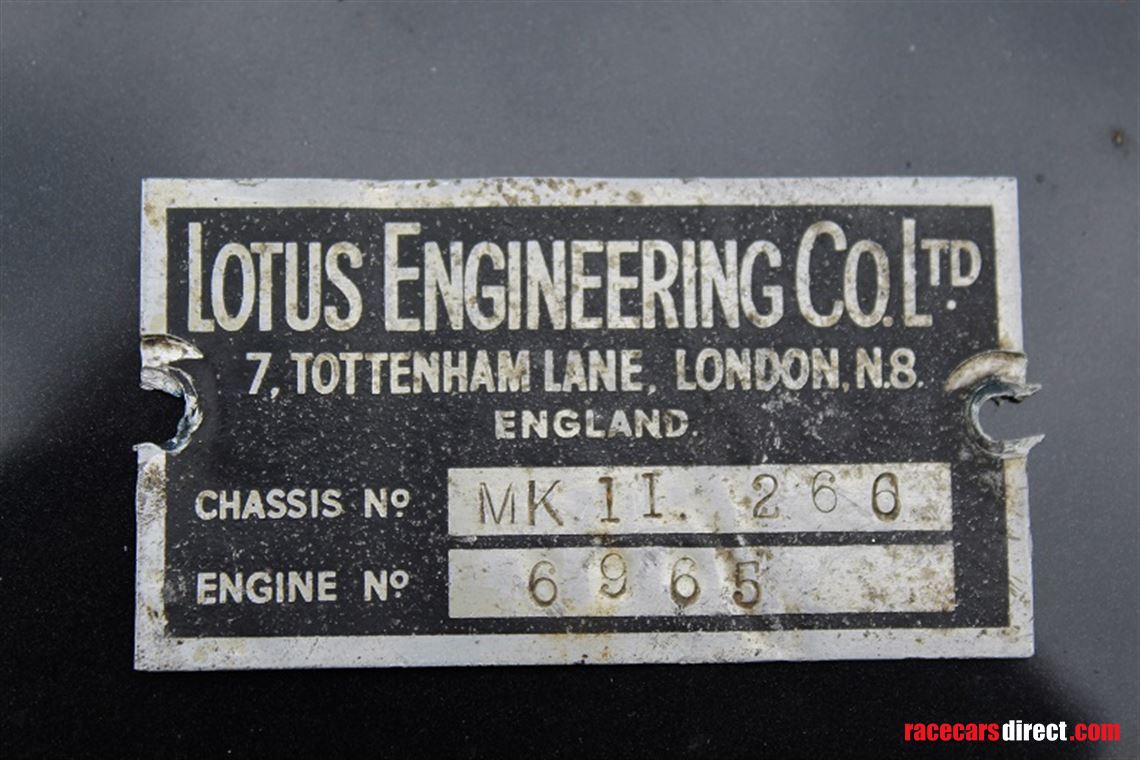 LOTUS ENGINEERING CO. LTD.
7, TOTTENHAM LANE, LONDON, N.8.
ENGLAND.
CHASSIS No. MK 11. 266
ENGINE No. 6965
racecarsdirect.com